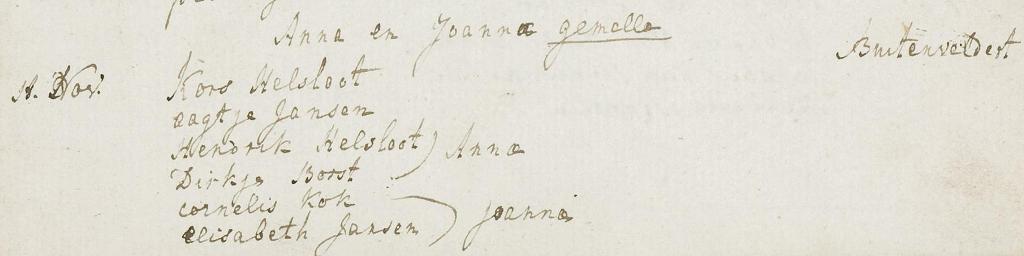 Anna en Joanna gemelle
Buitenveldert
Nov. Kors Helsloot
aagtje Jansen
Hendrik Helsloot) Anna
Dirkje Borst
cornelis Kok
elisabeth Jansen) joanna